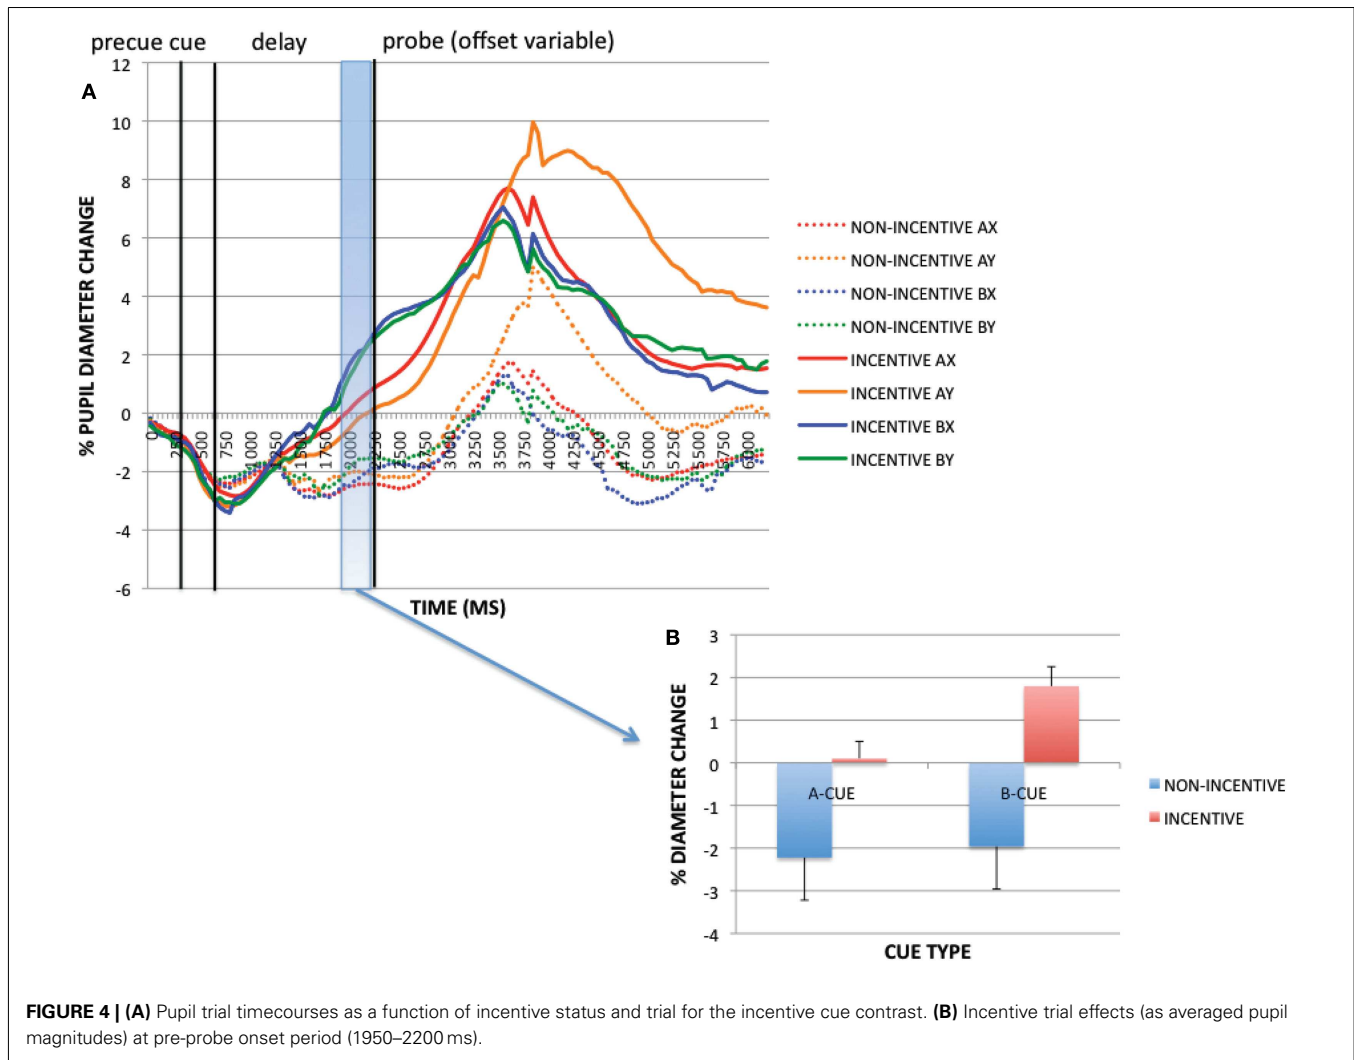 precue cue delay probe (offset variable)
A
% PUPIL DIAMETER CHANGE
12
10
8
6
4
2
0
-2
-4
-6
0 250 500 750 1000 1250 1500 1750 2000 2250 2500 2750 3000 3250 3500 3750 4000 4250 4500 4750 5000 5250 5500 5750 6000
TIME (MS)
NON-INCENTIVE AX
NON-INCENTIVE AY
NON-INCENTIVE BX
NON-INCENTIVE BY
INCENTIVE AX
INCENTIVE AY
INCENTIVE BX
INCENTIVE BY
B
% DIAMETER CHANGE
3
2
1
0
-1
-2
-3
-4
A-CUE B-CUE
CUE TYPE
NON-INCENTIVE
INCENTIVE
FIGURE 4 | (A) Pupil trial timecourses as a function of incentive status and trial for the incentive cue contrast. (B) Incentive trial effects (as averaged pupil
magnitudes) at pre-probe onset period (1950–2200 ms).